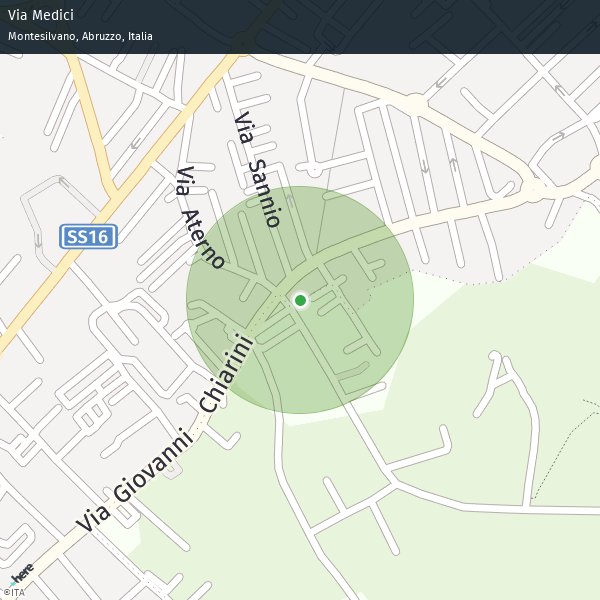 Via Medici
Montesilvano, Abruzzo, Italia
Via Sannio
Via Aterno
SS16
Via Giovanni Chiarini
here
©ITA